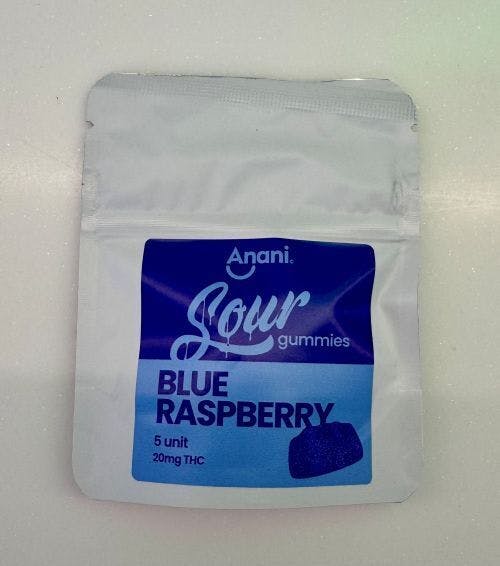 Anani.
Sour
gummies
BLUE
RASPBERRY
5 unit
20mg THC